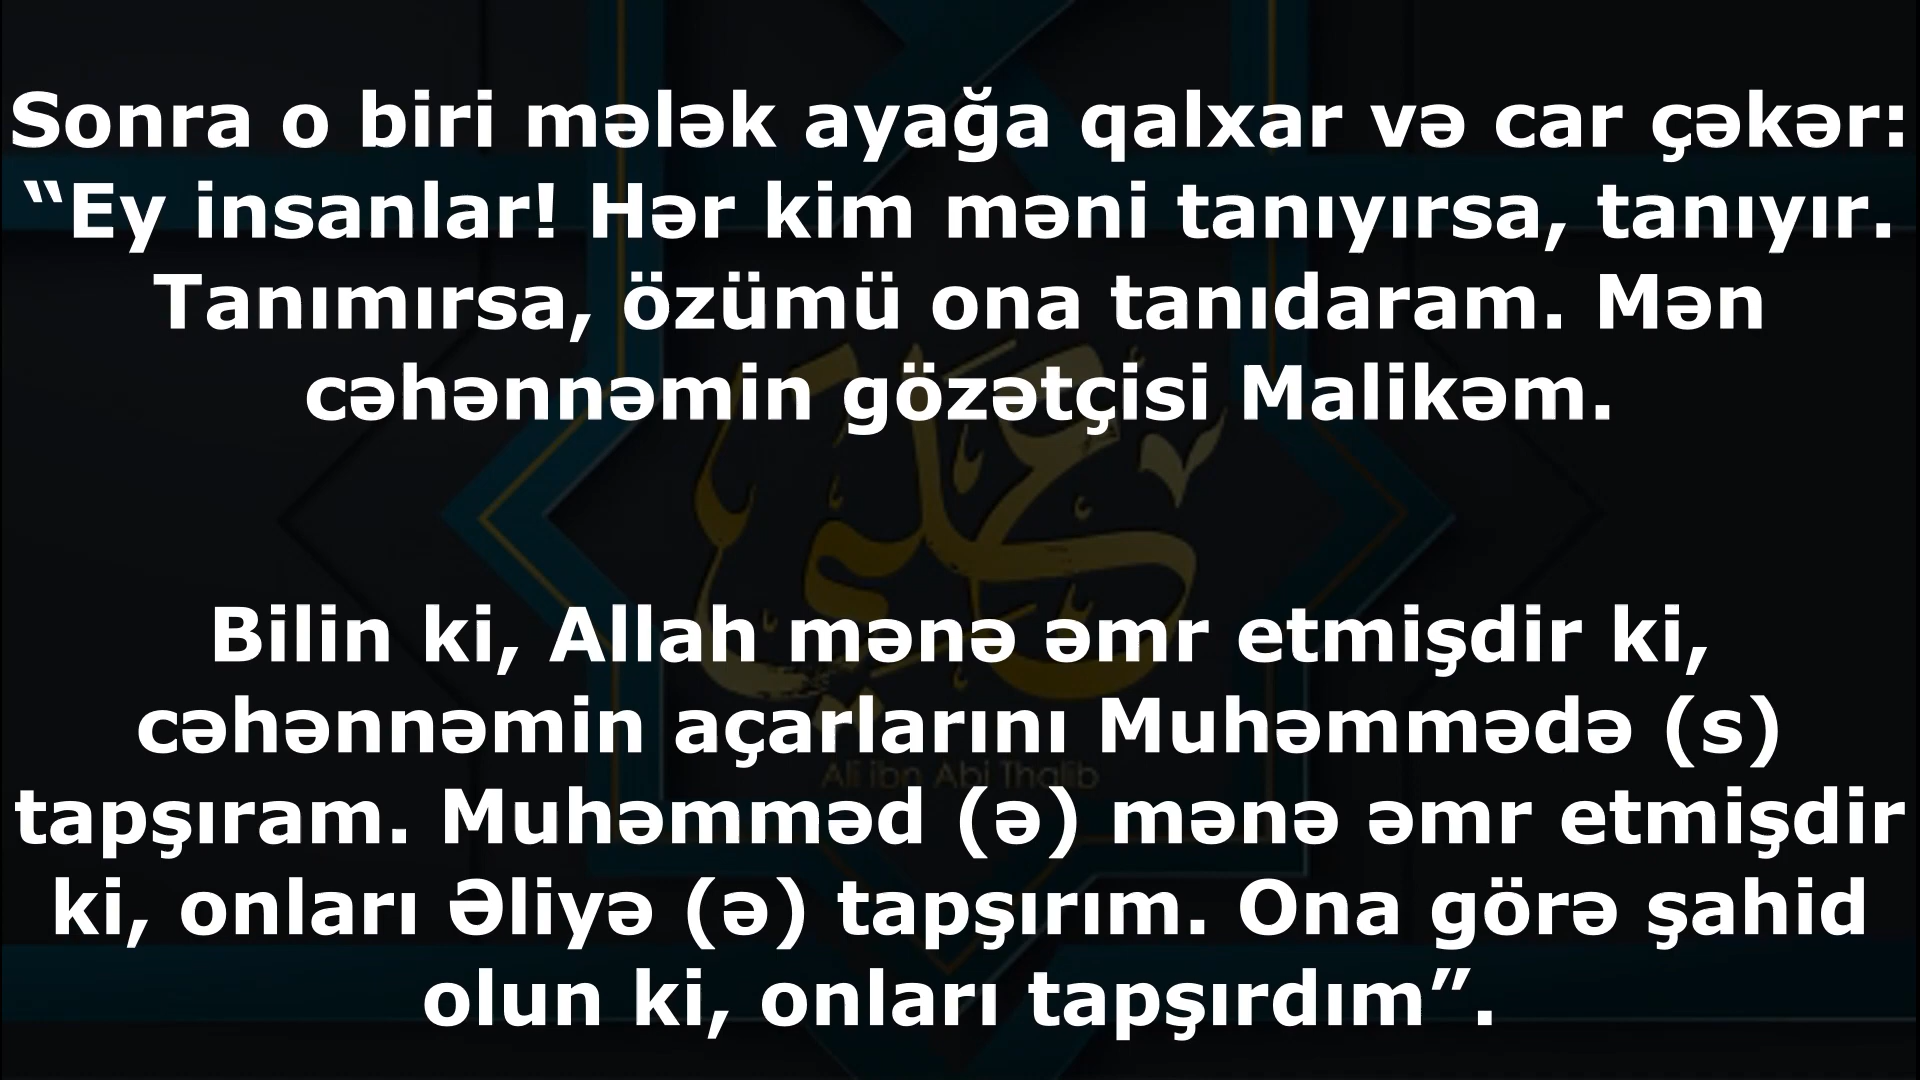 Sonra o biri mələk ayağa qalxar və car çəkər:
“Ey insanlar! Hər kim məni tanıyırsa, tanıyır.
Tanımırsa, özümü ona tanıdaram. Mən
cəhənnəmin gözətçisi Malikəm.
علي
Bilin ki, Allah mənə əmr etmişdir ki,
cəhənnəmin açarlarını Muhəmmədə (s)
Ali ibn Abi Thalib
tapşıram. Muhəmməd (ə) mənə əmr etmişdir
ki, onları Əliyə (ə) tapşırım. Ona görə şahid
olun ki, onları tapşırdım”.